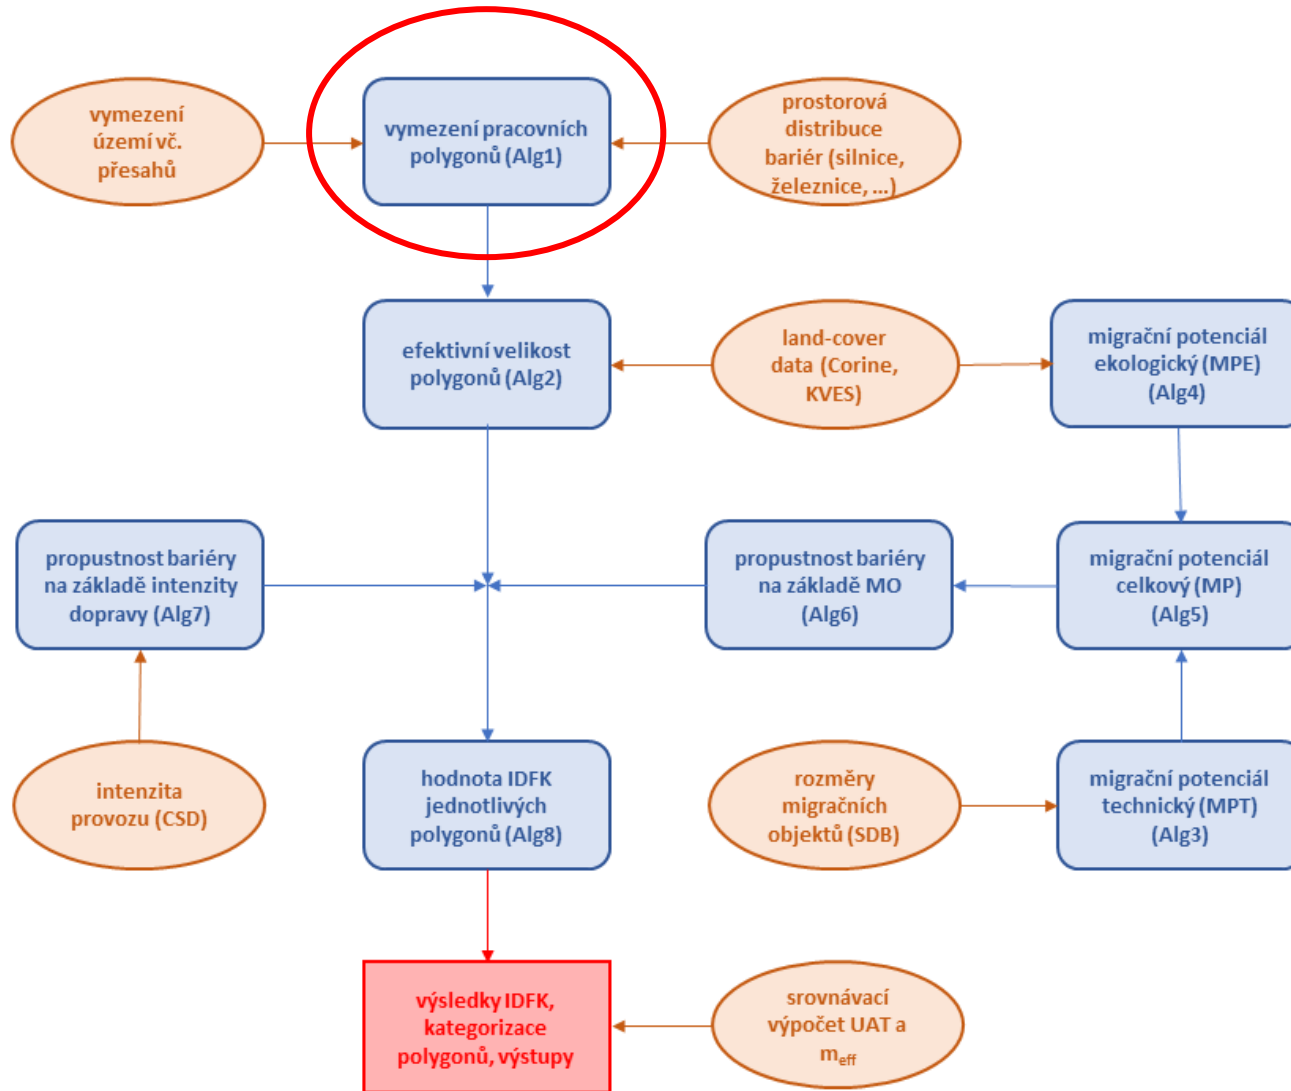 vymezení
území vč.
přesahů
vymezení pracovních
polygonů (Alg1)
prostorová
distribuce
bariér (silnice,
železnice, ...)
efektivní velikost
polygonů (Alg2)
land-cover
data (Corine,
KVES)
migrační potenciál
ekologický (MPE)
(Alg4)
propustnost bariéry
na základě intenzity
dopravy (Alg7)
propustnost bariéry
na základě MO
(Alg6)
migrační potenciál
celkový (MP)
(Alg5)
intenzita
provozu (CSD)
hodnota IDFK
jednotlivých
polygonů (Alg8)
rozměry
migračních
objektů (SDB)
migrační potenciál
technický (MPT)
(Alg3)
výsledky IDFK,
kategorizace
polygonů, výstupy
srovnávací
výpočet UAT a
m_eff